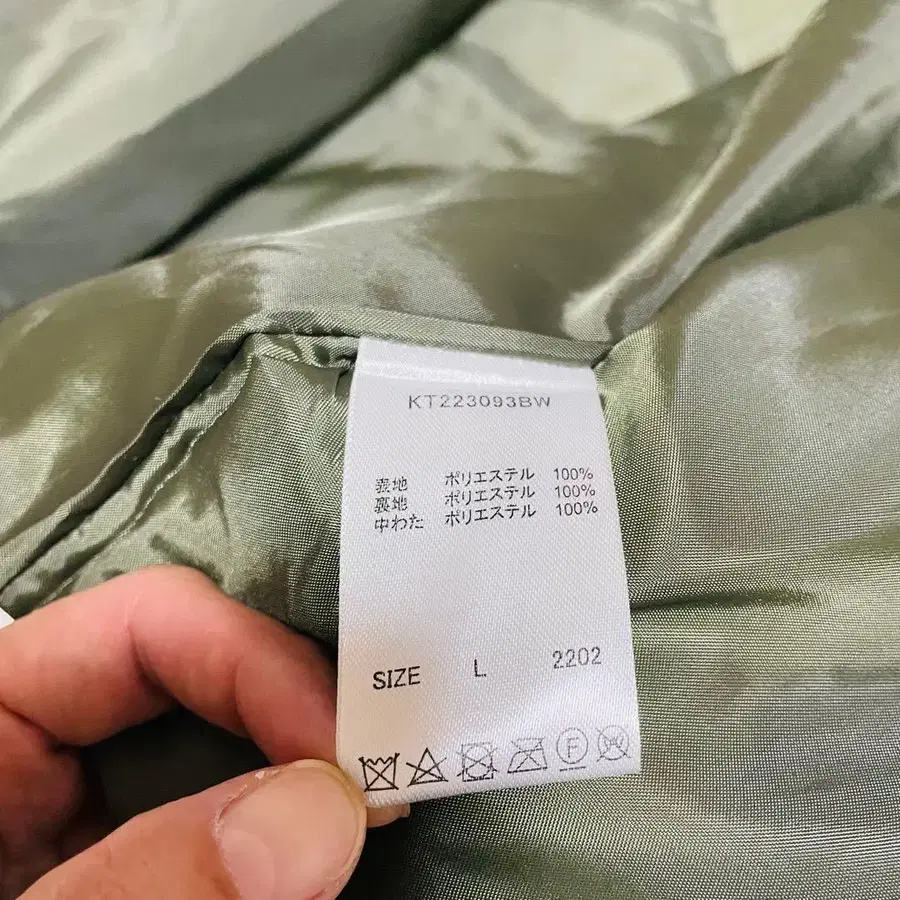 KT223093BW
表地 ポリエステル 100%
裏地 ポリエステル 100%
中わた ポリエステル 100%
SIZE L 2202
F
W